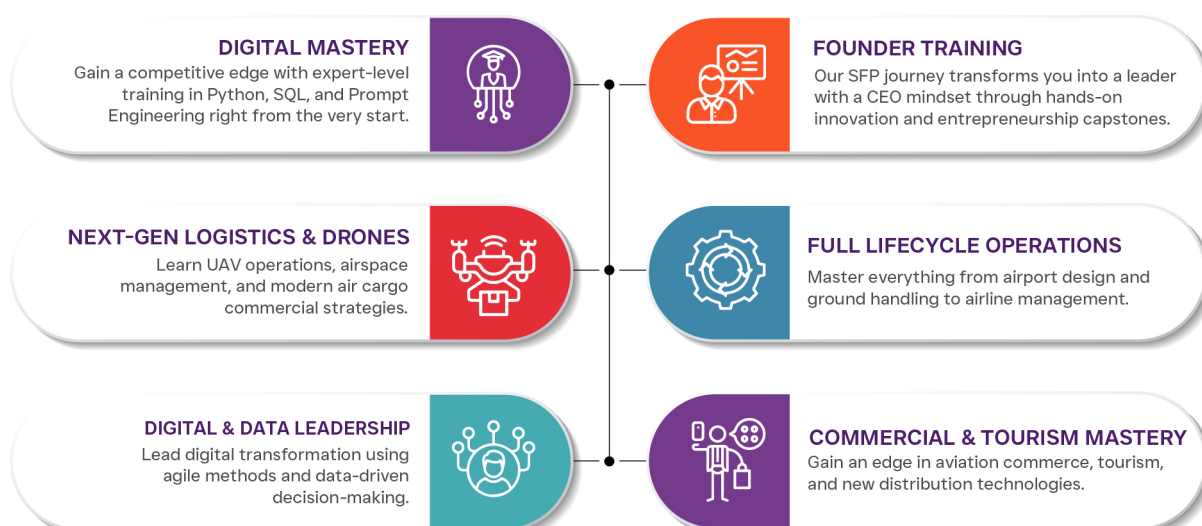 DIGITAL MASTERY
Gain a competitive edge with expert-level
training in Python, SQL, and Prompt
Engineering right from the very start.
FOUNDER TRAINING
Our SFP journey transforms you into a leader
with a CEO mindset through hands-on
innovation and entrepreneurship capstones.
NEXT-GEN LOGISTICS & DRONES
Learn UAV operations, airspace
management, and modern air cargo
commercial strategies.
FULL LIFECYCLE OPERATIONS
Master everything from airport design and
ground handling to airline management.
DIGITAL & DATA LEADERSHIP
Lead digital transformation using
agile methods and data-driven
decision-making.
COMMERCIAL & TOURISM MASTERY
Gain an edge in aviation commerce, tourism,
and new distribution technologies.